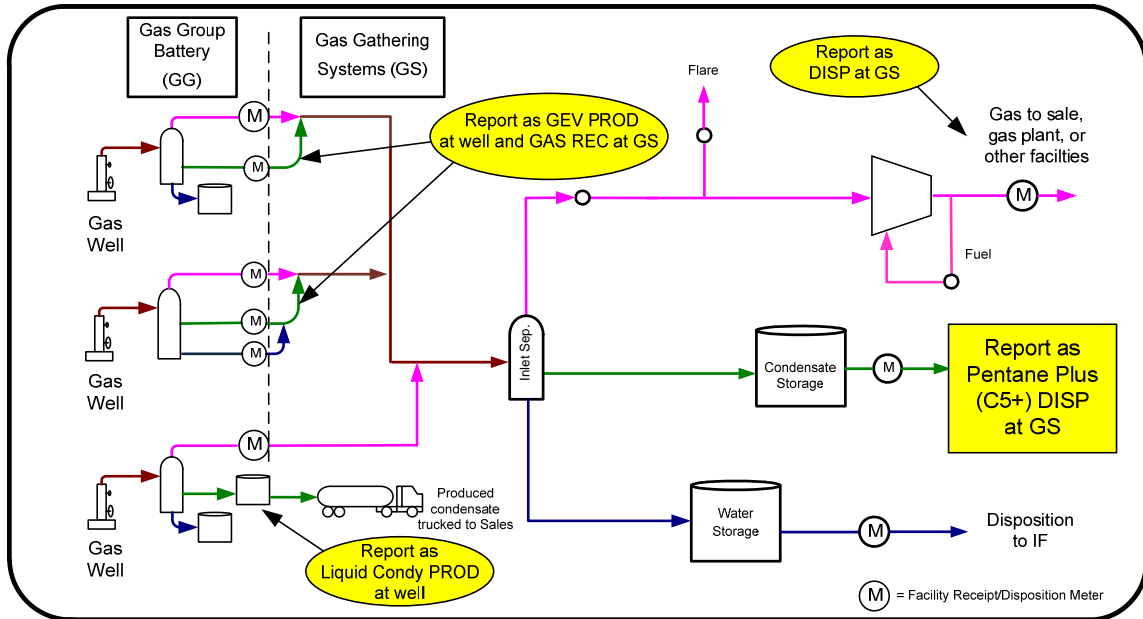 Gas Group
Battery
(GG)
Gas Gathering
Systems (GS)
Report as GEV PROD
at well and GAS REC at GS
Flare
Report as
DISP at GS
Gas to sale,
gas plant, or
other facilties
M
M
M
Fuel
Gas
Well
M
M
M
Gas
Well
Inlet Sep.
Condensate
Storage
M
Report as
Pentane Plus
(C5+) DISP
at GS
M
Gas
Well
Produced
condensate
trucked to Sales
Report as
Liquid Condy PROD
at well
Water
Storage
M
Disposition
to IF
M = Facility Receipt/Disposition Meter